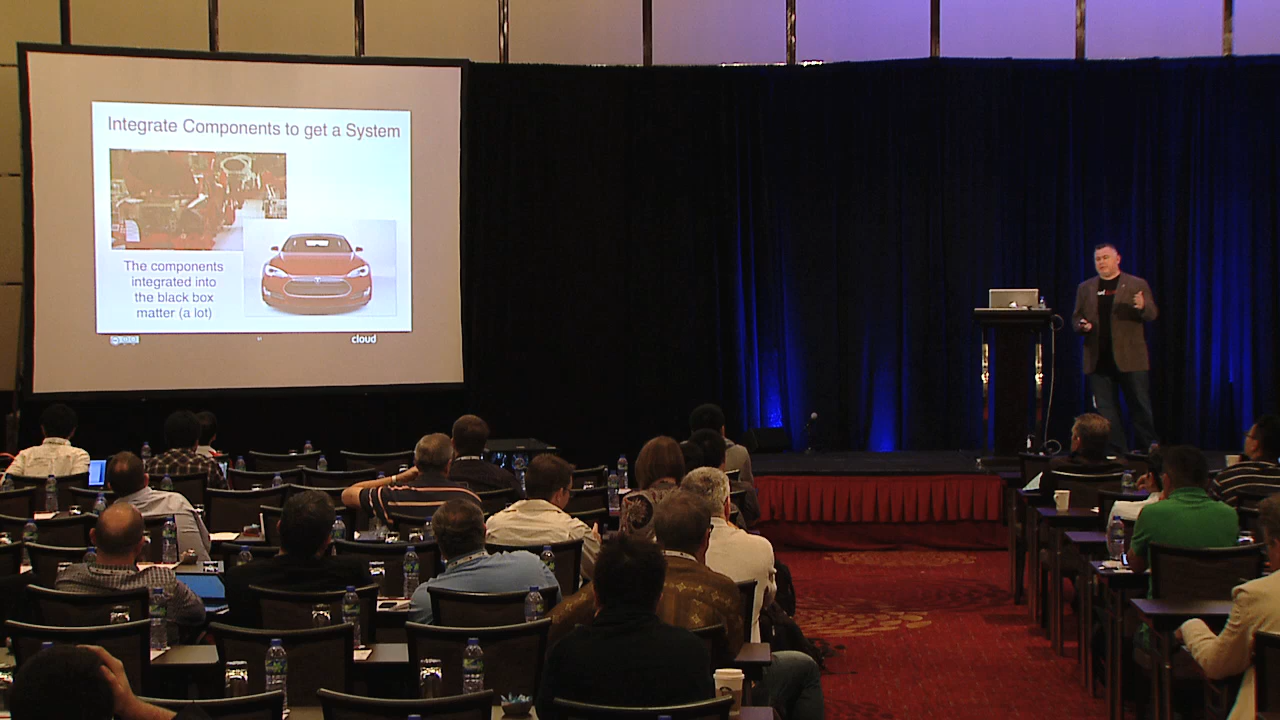 Integrate Components to get a System
The components
integrated into
the black box
matter (a lot)
cloud